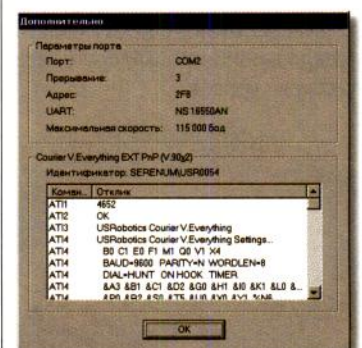 Дополнительно
Параметры порта
Порт: COM2
Прерывание: 3
Адрес: 2F8
UART: NS 16550AN
Максимальная скорость: 115 000 бод
Courier V.Everything EXT PnP (V.90y2)
Идентификатор: SERENUM\USR0054
Коман... Отклик
ATI1 4652
ATI2 OK
ATI3 USRobotics Courier V.Everything
ATI4 USRobotics Courier V.Everything Settings...
ATI4 B0 C1 E0 F1 M1 Q0 V1 X4
ATI4 BAUD=9600 PARITY=N WORDLEN=8
ATI4 DIAL=HUNT ON HOOK TIMER
ATI4 &A3 &B1 &C1 &D2 &G0 &H1 &I0 &K1 &L0 &...
ATI4
OK